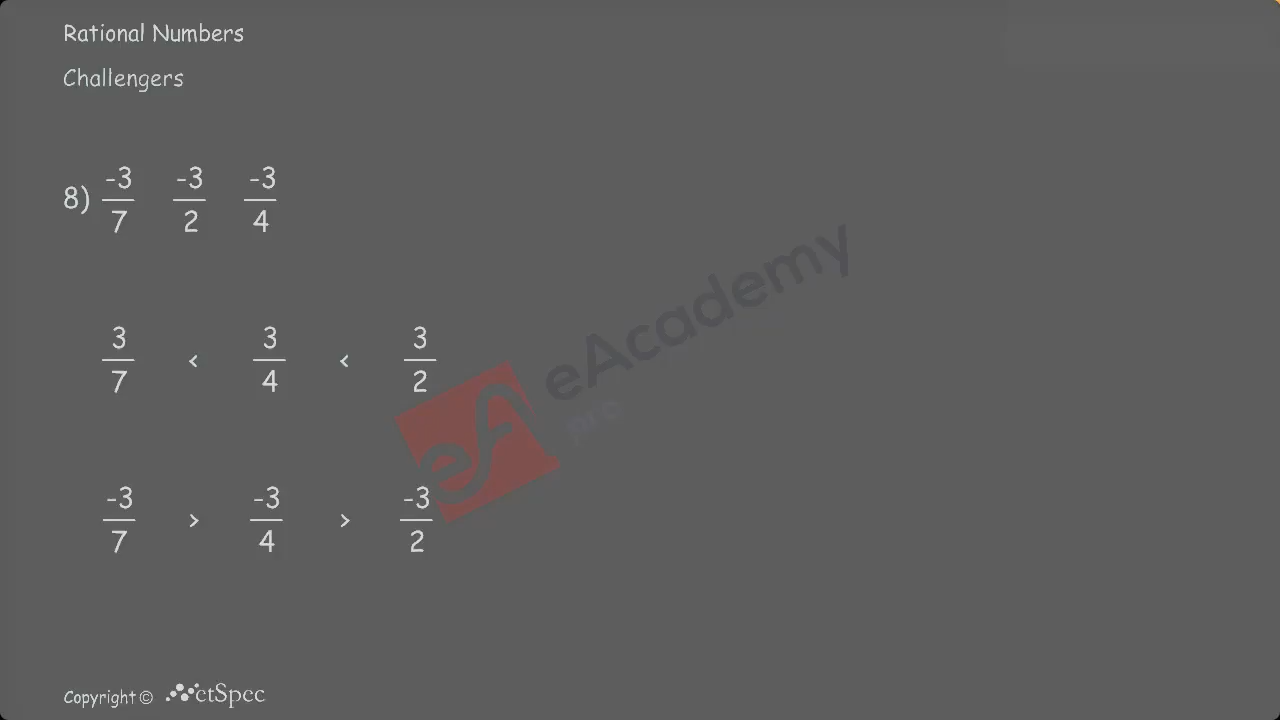 Rational Numbers
Challengers
8) -3/7 -3/2 -3/4
3/7 < 3/4 < 3/2
-3/7 > -3/4 > -3/2
eAcademy
Copyright © etSpec